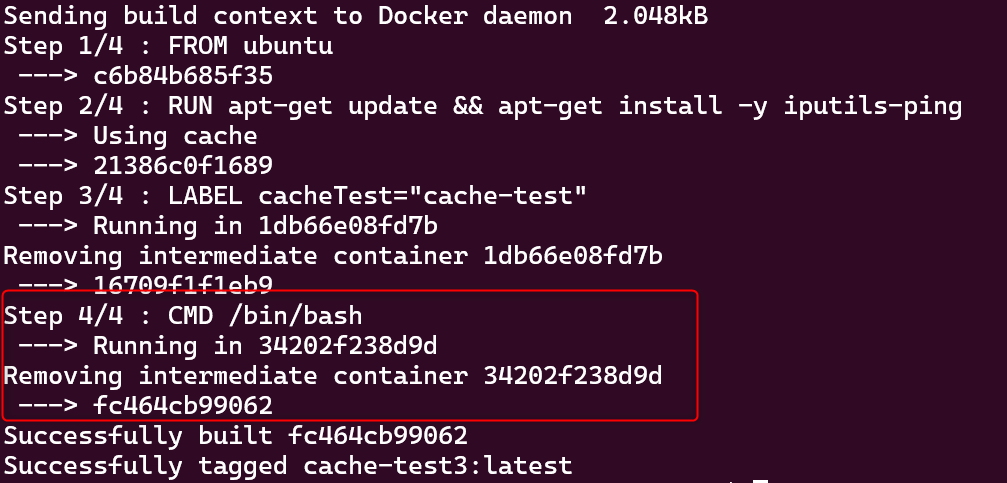 Sending build context to Docker daemon  2.048kB
Step 1/4 : FROM ubuntu
 ---> c6b84b685f35
Step 2/4 : RUN apt-get update && apt-get install -y iputils-ping
 ---> Using cache
 ---> 21386c0f1689
Step 3/4 : LABEL cacheTest="cache-test"
 ---> Running in 1db66e08fd7b
Removing intermediate container 1db66e08fd7b
 ---> 16709f1f1eb9
Step 4/4 : CMD /bin/bash
 ---> Running in 34202f238d9d
Removing intermediate container 34202f238d9d
 ---> fc464cb99062
Successfully built fc464cb99062
Successfully tagged cache-test3:latest